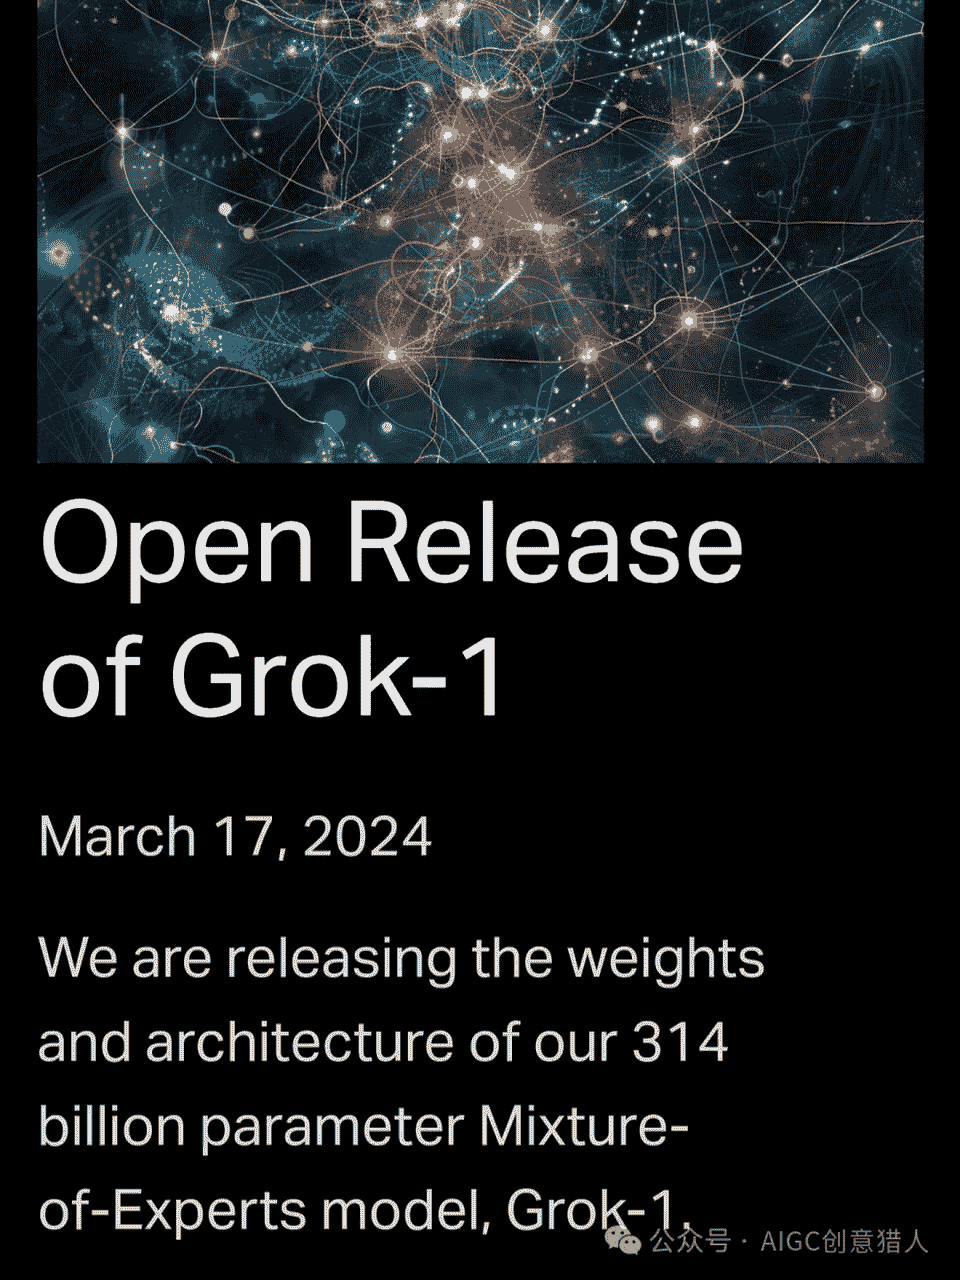 Open Release
of Grok-1
March 17, 2024
We are releasing the weights
and architecture of our 314
billion parameter Mixture-
of-Experts model, Grok-1.
公众号 · AIGC创意猎人